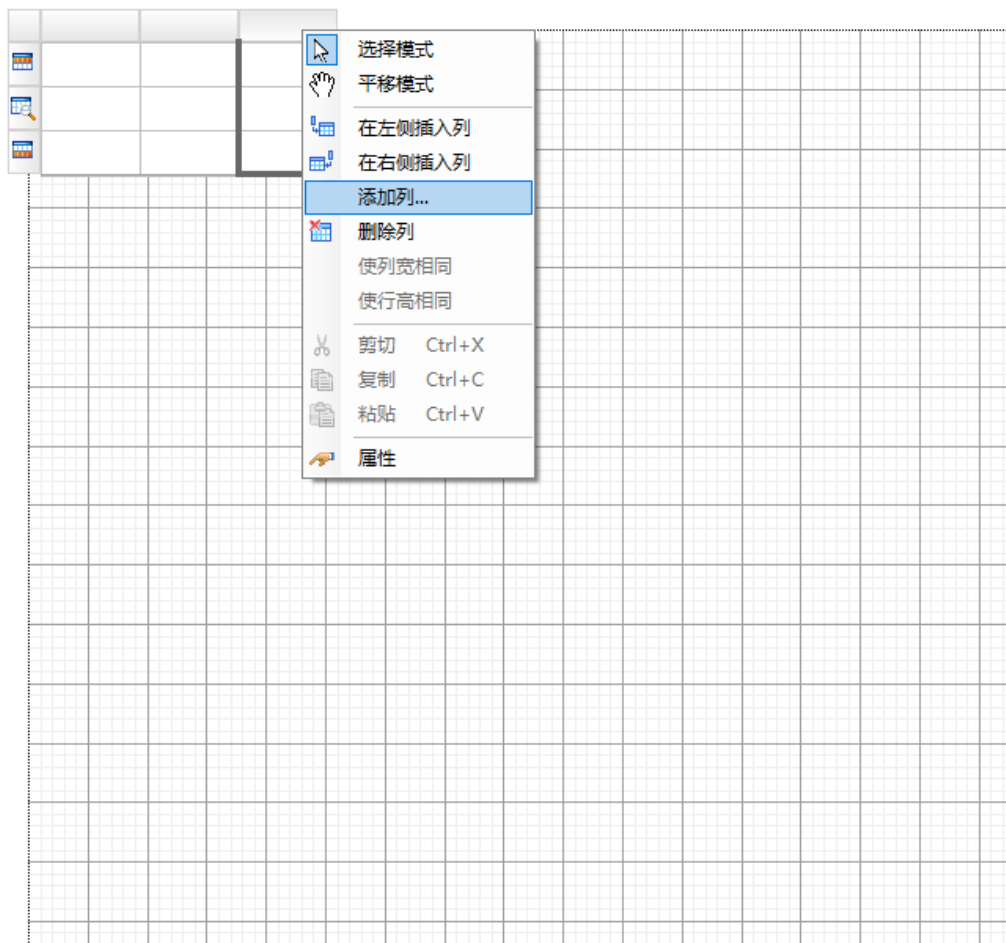 选择模式
平移模式
在左侧插入列
在右侧插入列
添加列...
删除列
使列宽相同
使行高相同
剪切 Ctrl+X
复制 Ctrl+C
粘贴 Ctrl+V
属性